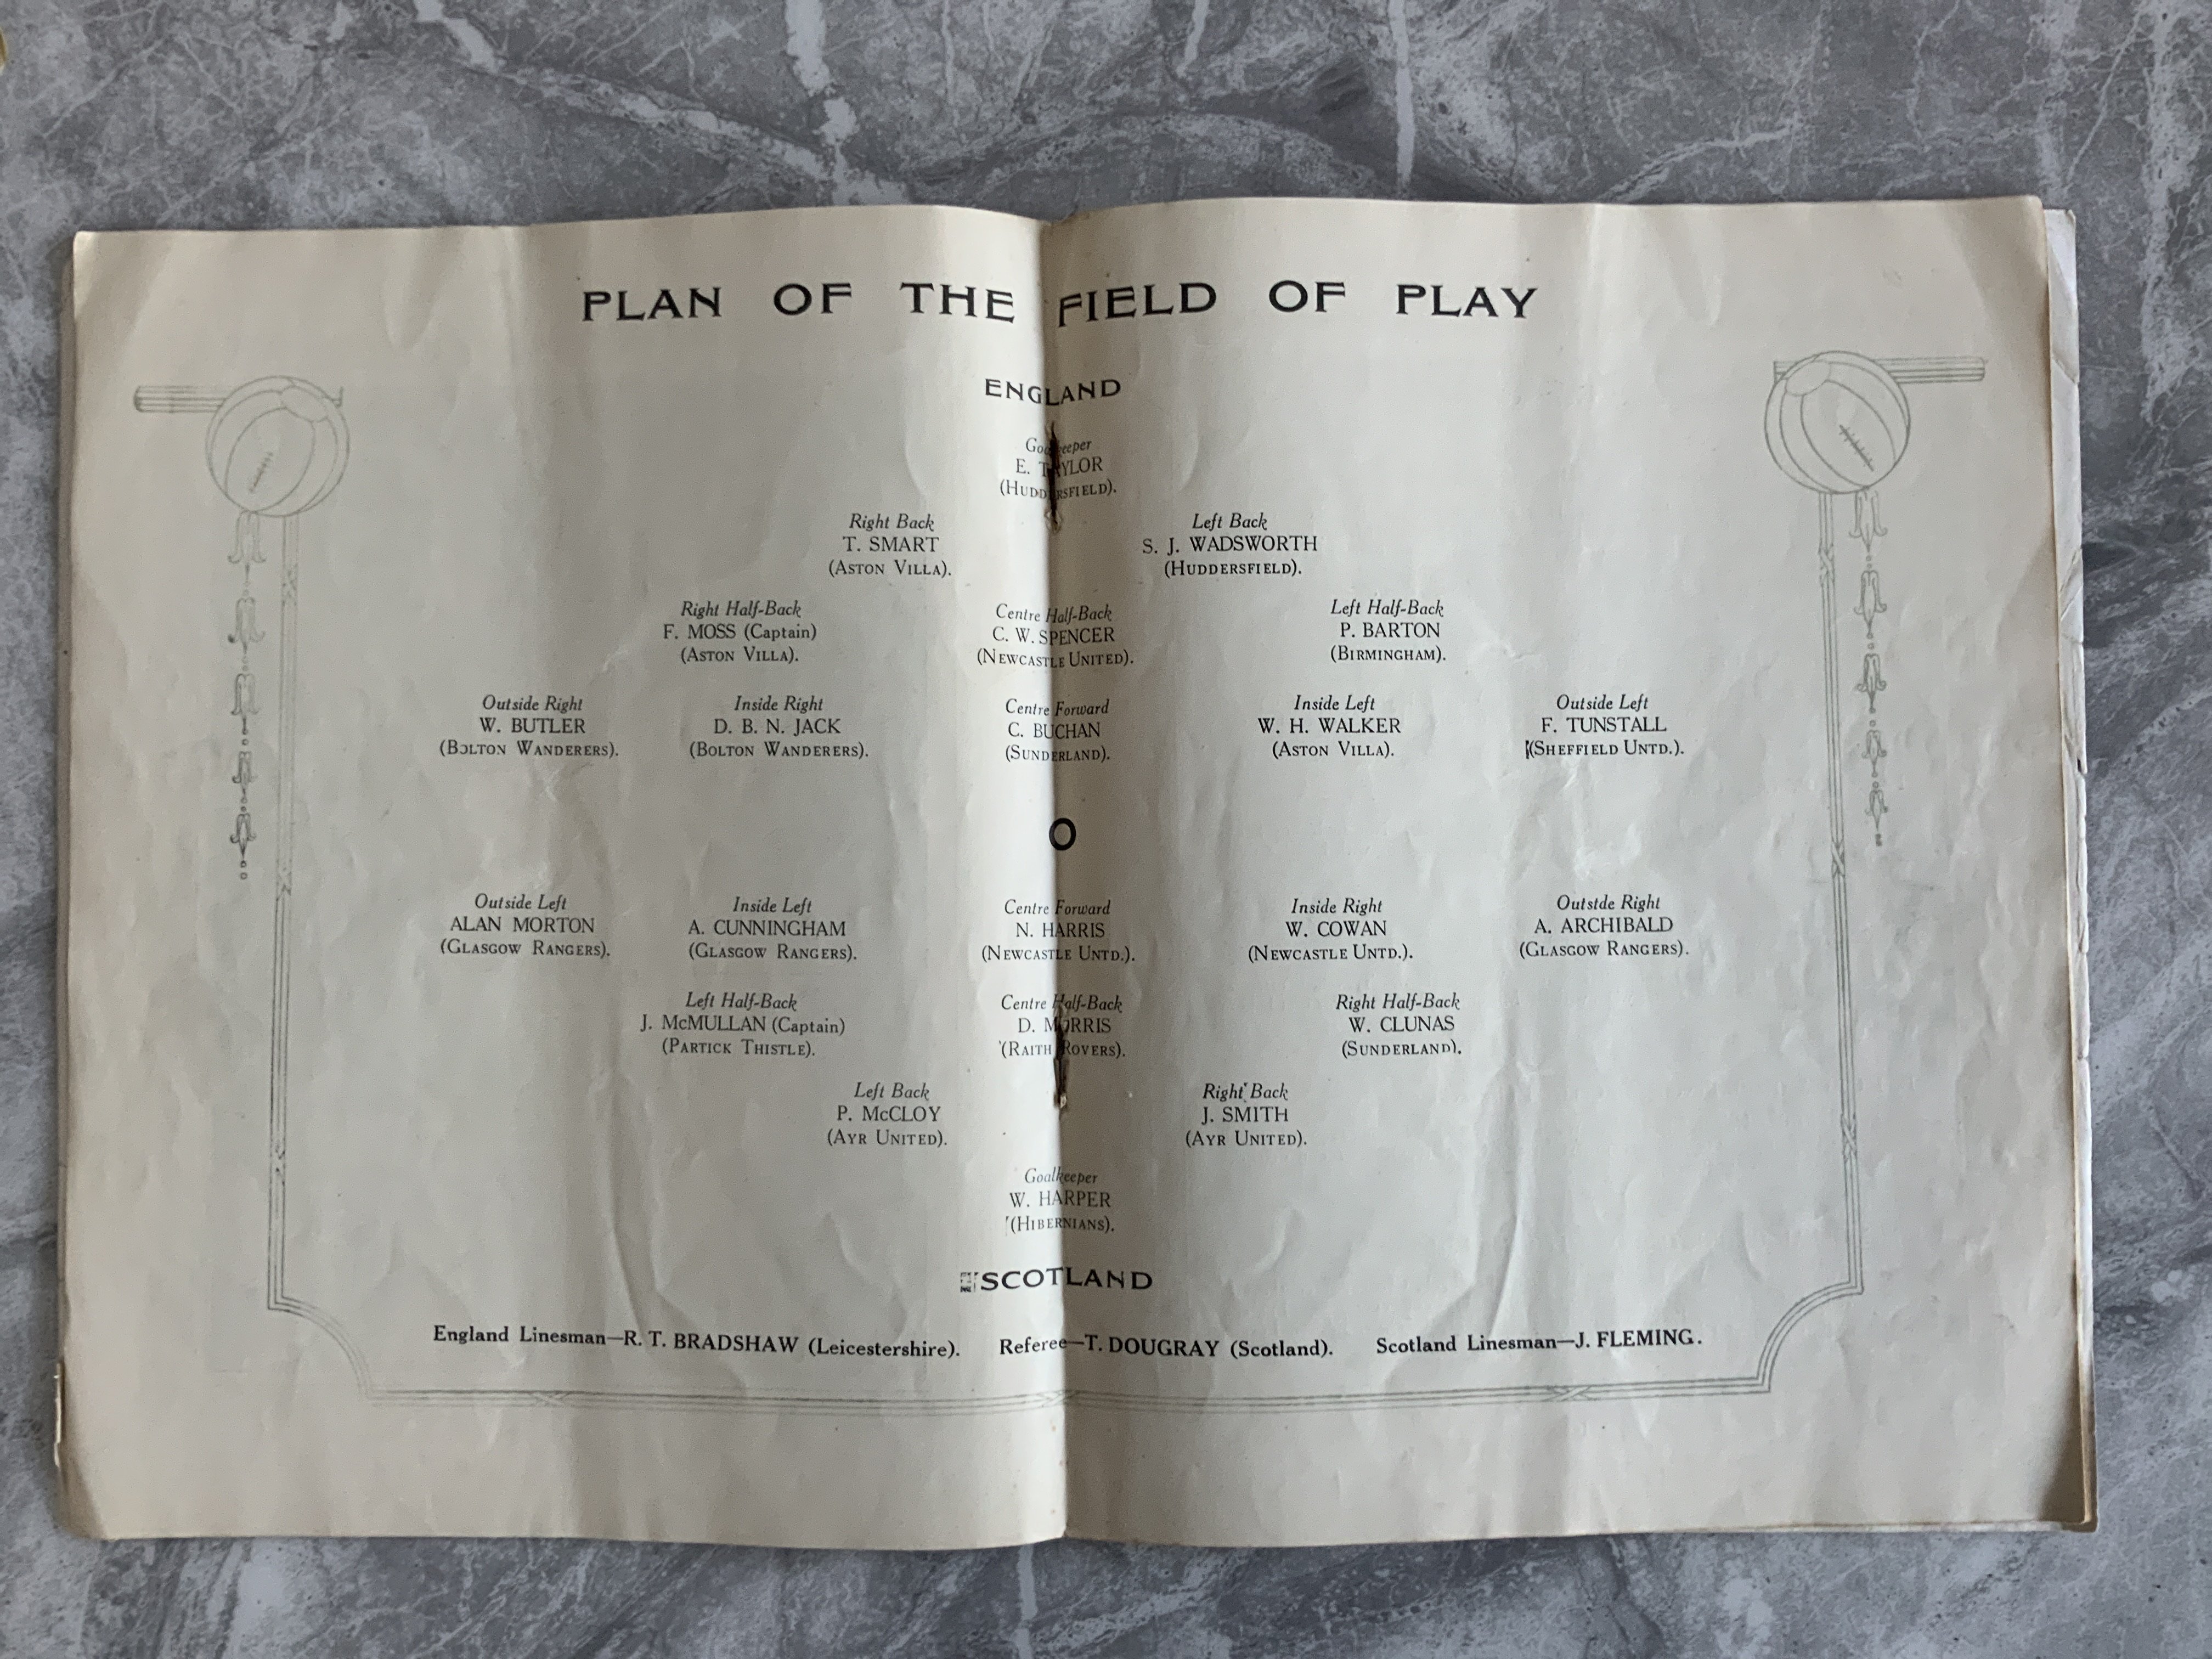 PLAN OF THE FIELD OF PLAY
ENGLAND
Goalkeeper
E. TAYLOR
(HUDDERSFIELD).
Right Back Left Back
T. SMART S. J. WADSWORTH
(ASTON VILLA). (HUDDERSFIELD).
Right Half-Back Centre Half-Back Left Half-Back
F. MOSS (Captain) C. W. SPENCER P. BARTON
(ASTON VILLA). (NEWCASTLE UNITED). (BIRMINGHAM).
Outside Right Inside Right Centre Forward Inside Left Outside Left
W. BUTLER D. B. N. JACK C. BUCHAN W. H. WALKER F. TUNSTALL
(BOLTON WANDERERS). (BOLTON WANDERERS). (SUNDERLAND). (ASTON VILLA). (SHEFFIELD UNTD.).
O
Outside Left Inside Left Centre Forward Inside Right Outstde Right
ALAN MORTON A. CUNNINGHAM N. HARRIS W. COWAN A. ARCHIBALD
(GLASGOW RANGERS). (GLASGOW RANGERS). (NEWCASTLE UNTD.). (NEWCASTLE UNTD.). (GLASGOW RANGERS).
Left Half-Back Centre Half-Back Right Half-Back
J. McMULLAN (Captain) D. MORRIS W. CLUNAS
(PARTICK THISTLE). (RAITH ROVERS). (SUNDERLAND).
Left Back Right Back
P. McCLOY J. SMITH
(AYR UNITED). (AYR UNITED).
Goalkeeper
W. HARPER
(HIBERNIANS).
SCOTLAND
England Linesman—R. T. BRADSHAW (Leicestershire). Referee—T. DOUGRAY (Scotland). Scotland Linesman—J. FLEMING.